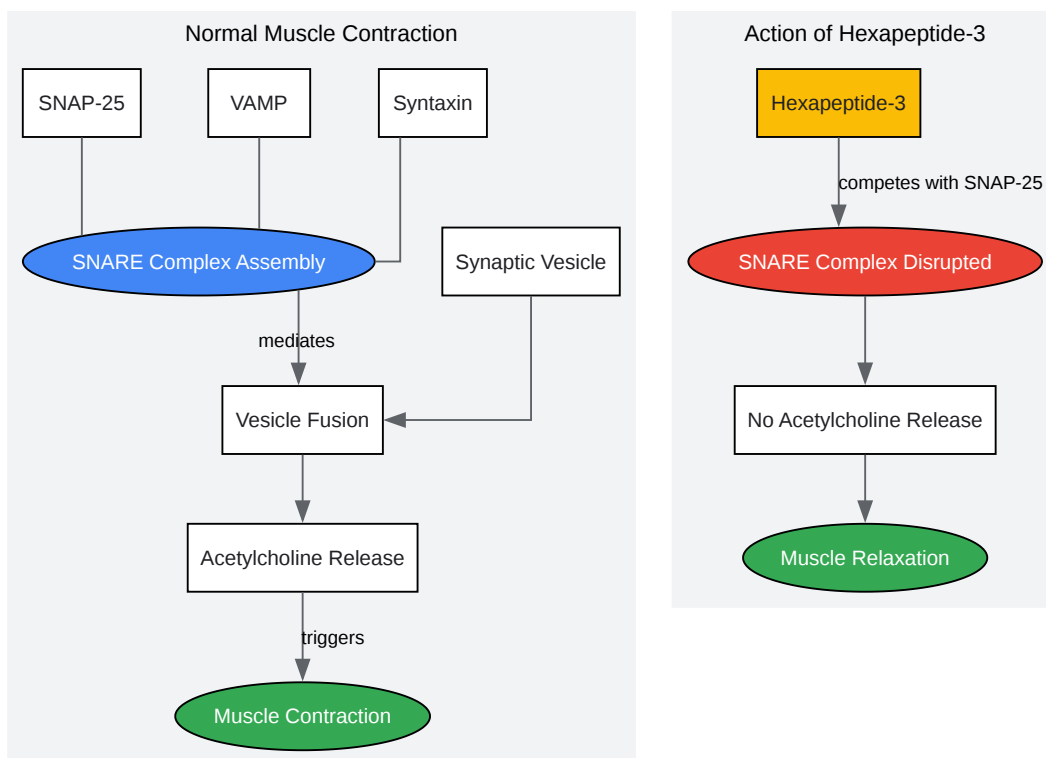 Normal Muscle Contraction
SNAP-25
VAMP
Syntaxin
SNARE Complex Assembly
Synaptic Vesicle
mediates
Vesicle Fusion
Acetylcholine Release
triggers
Muscle Contraction
Action of Hexapeptide-3
Hexapeptide-3
competes with SNAP-25
SNARE Complex Disrupted
No Acetylcholine Release
Muscle Relaxation